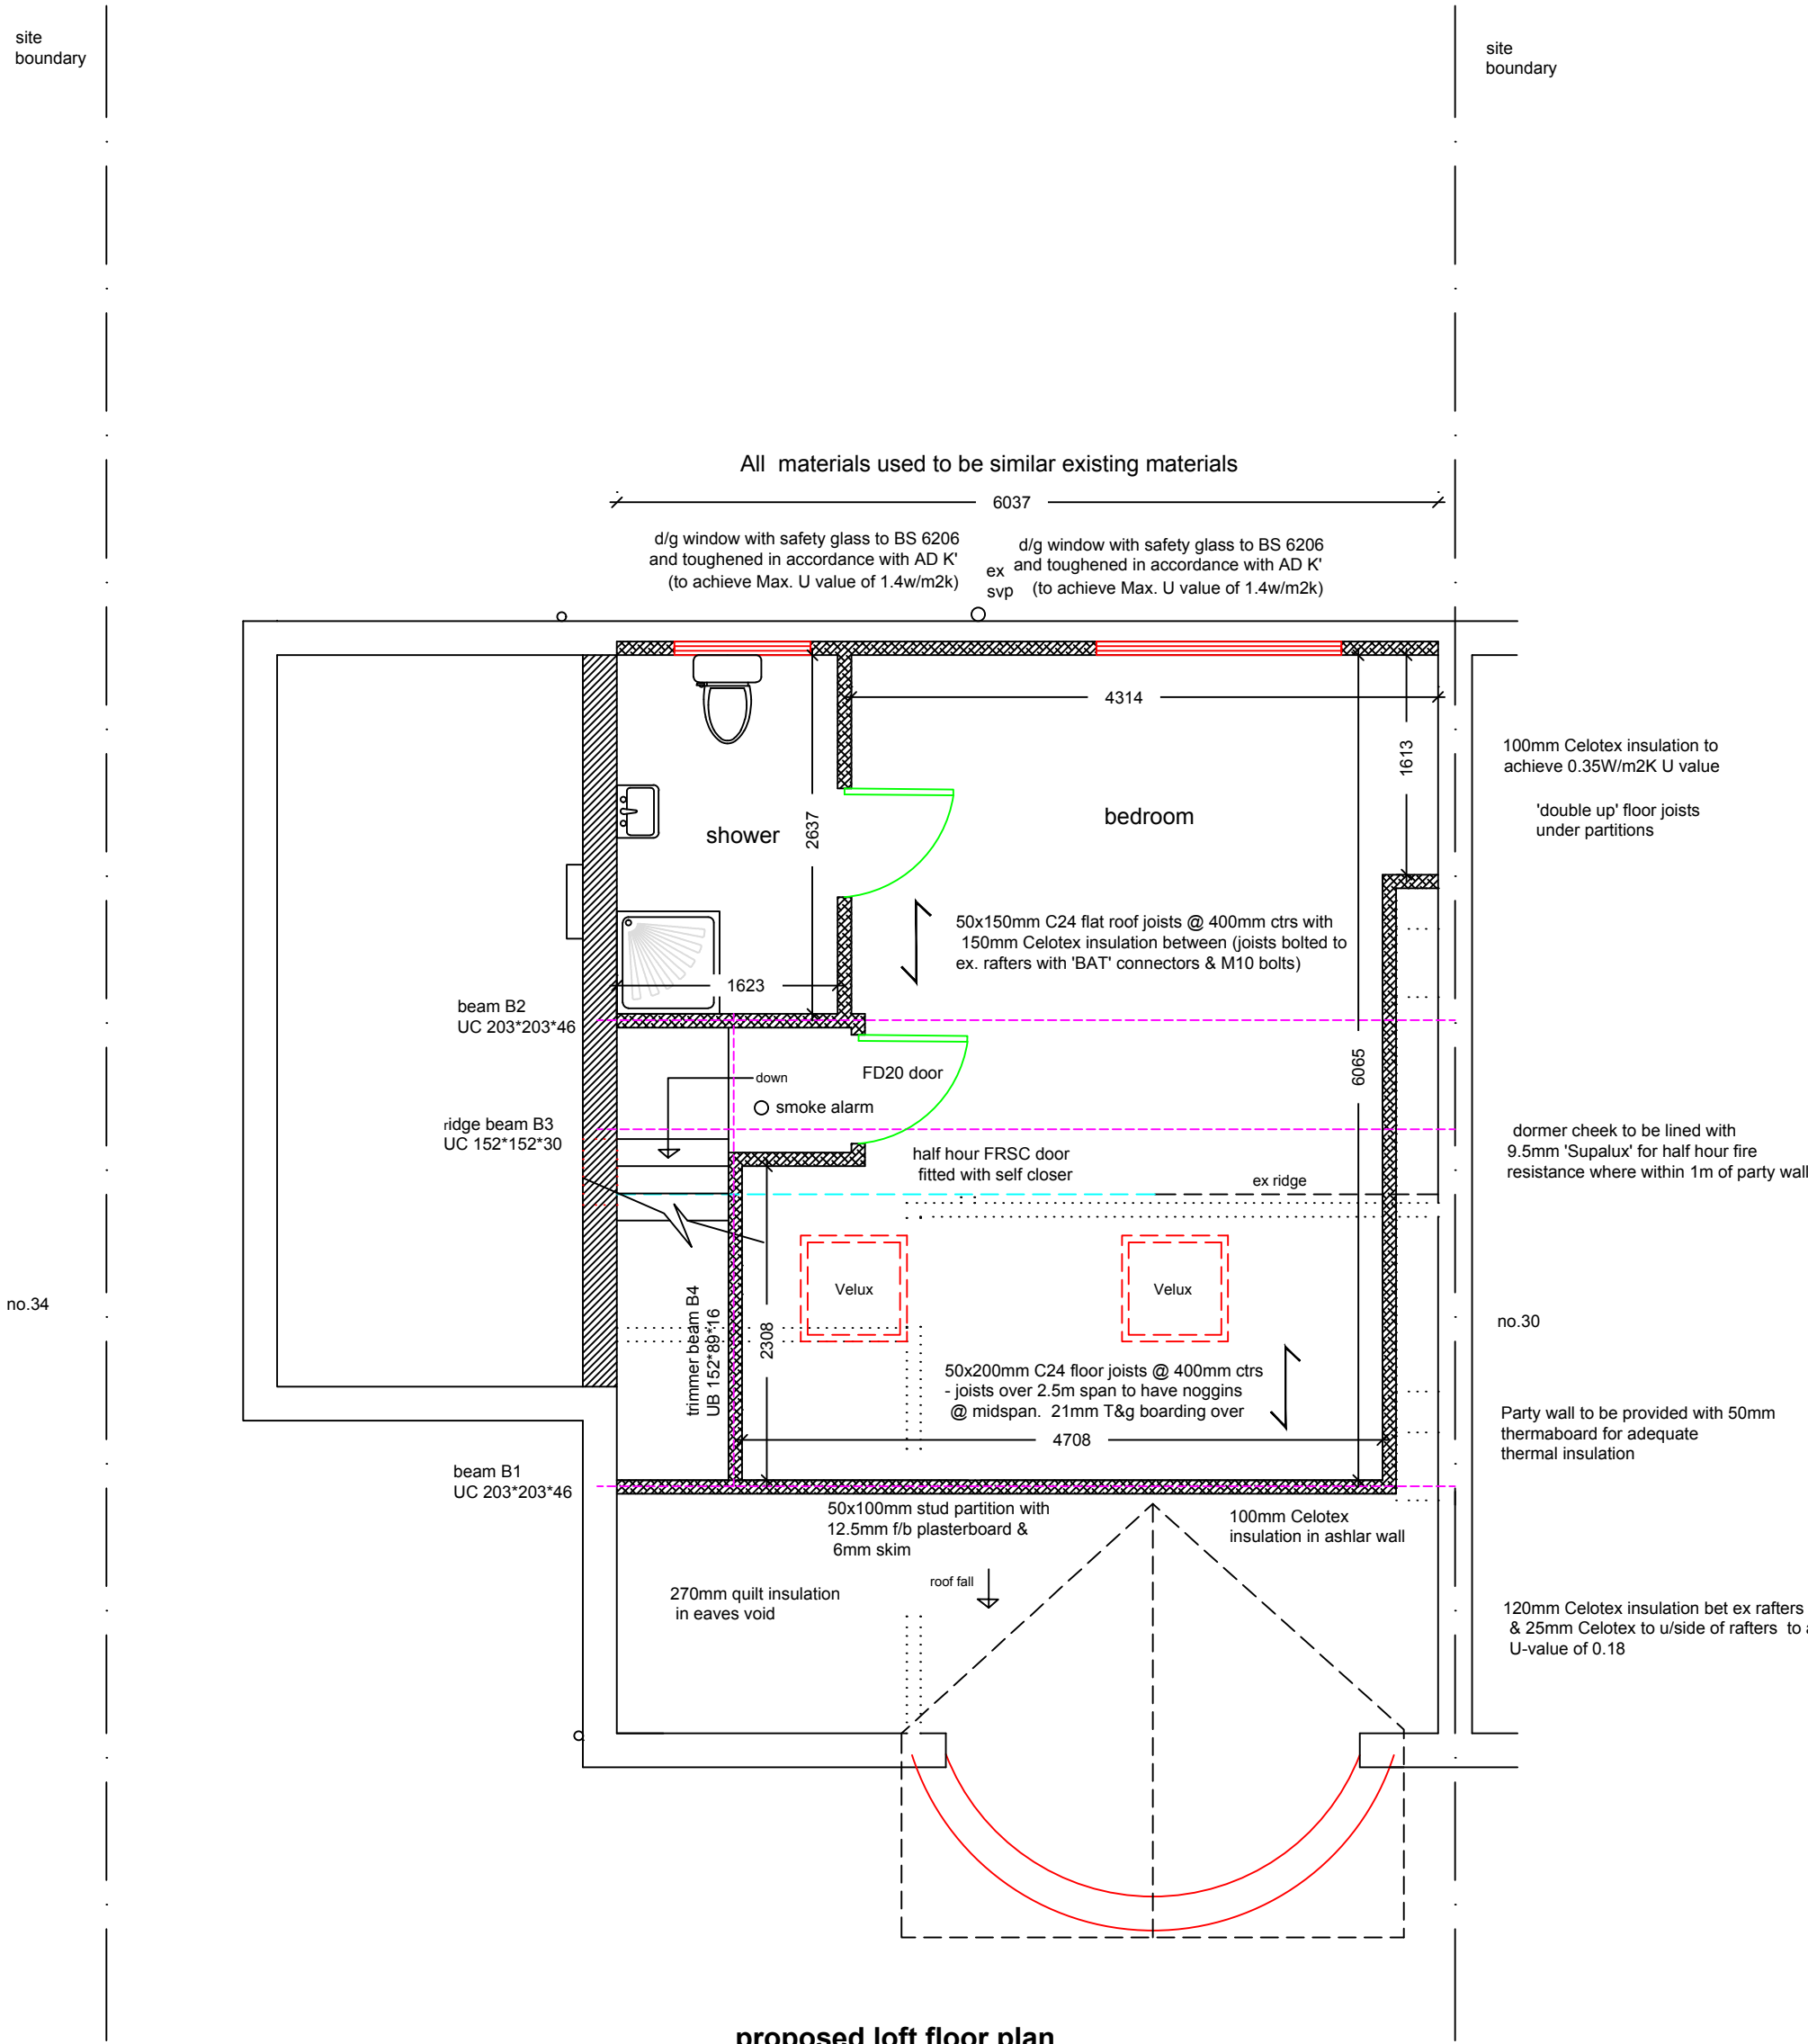 site
boundary
site
boundary
All  materials used to be similar existing materials
6037
d/g window with safety glass to BS 6206
and toughened in accordance with AD K'
(to achieve Max. U value of 1.4w/m2k)
ex
svp
d/g window with safety glass to BS 6206
and toughened in accordance with AD K'
(to achieve Max. U value of 1.4w/m2k)
4314
1613
100mm Celotex insulation to
achieve 0.35W/m2K U value
'double up' floor joists
under partitions
shower
2637
bedroom
50x150mm C24 flat roof joists @ 400mm ctrs with
150mm Celotex insulation between (joists bolted to
ex. rafters with 'BAT' connectors & M10 bolts)
1623
beam B2
UC 203*203*46
6065
down
FD20 door
smoke alarm
ridge beam B3
UC 152*152*30
half hour FRSC door
fitted with self closer
ex ridge
dormer cheek to be lined with
9.5mm 'Supalux' for half hour fire
resistance where within 1m of party wall
Velux
Velux
no.34
no.30
trimmer beam B4
UB 152*89*16
2308
50x200mm C24 floor joists @ 400mm ctrs
- joists over 2.5m span to have noggins
@ midspan.  21mm T&g boarding over
4708
Party wall to be provided with 50mm
thermaboard for adequate
thermal insulation
beam B1
UC 203*203*46
50x100mm stud partition with
12.5mm f/b plasterboard &
6mm skim
100mm Celotex
insulation in ashlar wall
roof fall
270mm quilt insulation
in eaves void
120mm Celotex insulation bet ex rafters
& 25mm Celotex to u/side of rafters  to
U-value of 0.18
proposed loft floor plan